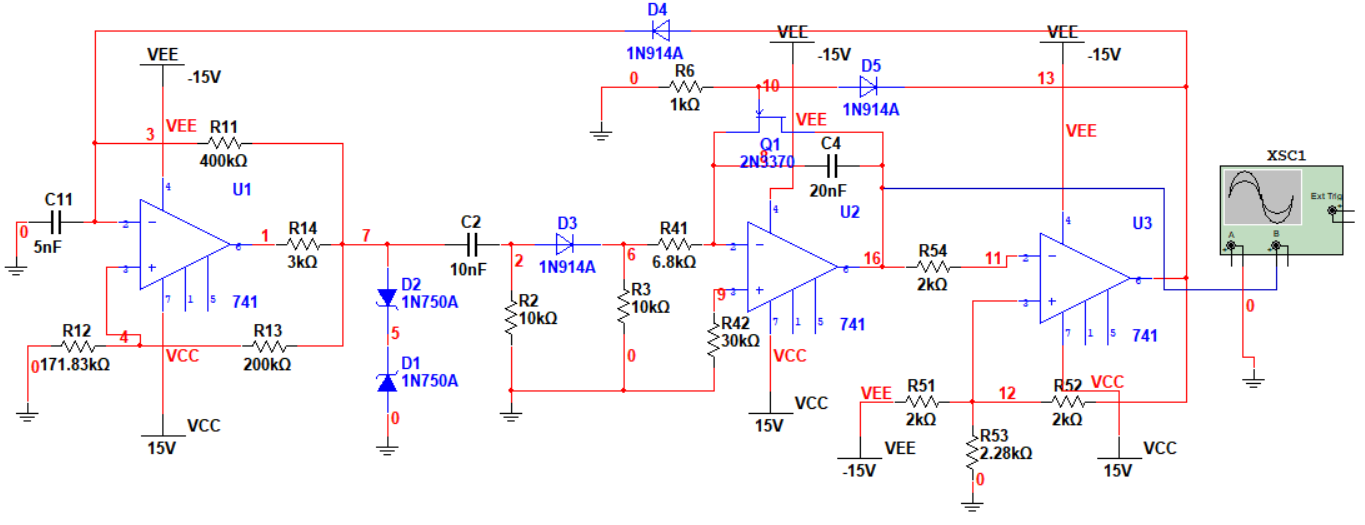 D4
1N914A
VEE
-15V
VEE
-15V
VEE
-15V
0
R6
1kΩ
10
D5
1N914A
13
3
VEE
R11
400kΩ
VEE
VEE
Q1
8
C4
20nF
XSC1
Ext Trig
A
B
C11
0
5nF
U1
4
2
3
6
7
1
5
741
1
R14
3kΩ
7
C2
10nF
2
D3
1N914A
6
R41
6.8kΩ
U2
4
2
3
6
7
1
5
741
16
R54
2kΩ
11
U3
4
2
3
6
7
1
5
741
0
D2
1N750A
5
D1
1N750A
0
R2
10kΩ
R3
10kΩ
0
9
R42
30kΩ
R12
0
171.83kΩ
4
VCC
R13
200kΩ
VCC
15V
VCC
VCC
15V
VEE
R51
2kΩ
12
R52
2kΩ
VCC
R53
2.28kΩ
0
VEE
-15V
VCC
15V